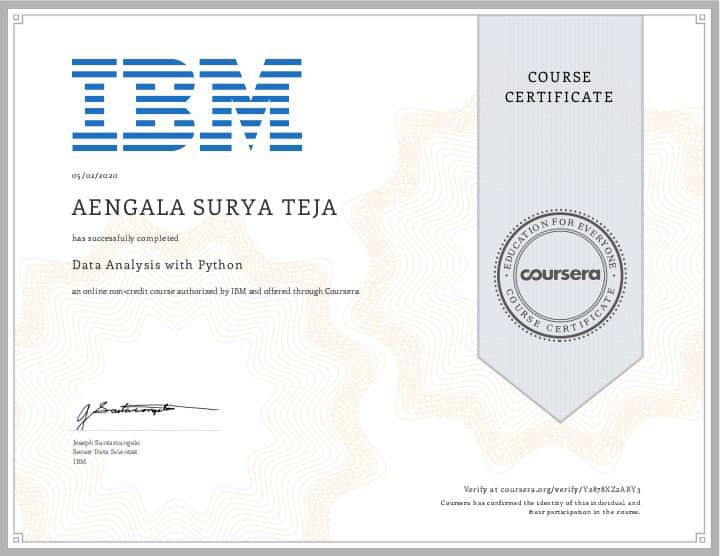 IBM
COURSE
CERTIFICATE
05/02/2020
AENGALA SURYA TEJA
has successfully completed
Data Analysis with Python
an online non-credit course authorized by IBM and offered through Coursera
EDUCATION FOR EVERYONE
coursera
COURSE CERTIFICATE
Joseph Santarcangelo
Senior Data Scientist
IBM
Verify at coursera.org/verify/Y2878XZ2ABY3
Coursera has confirmed the identity of this individual and
their participation in the course.